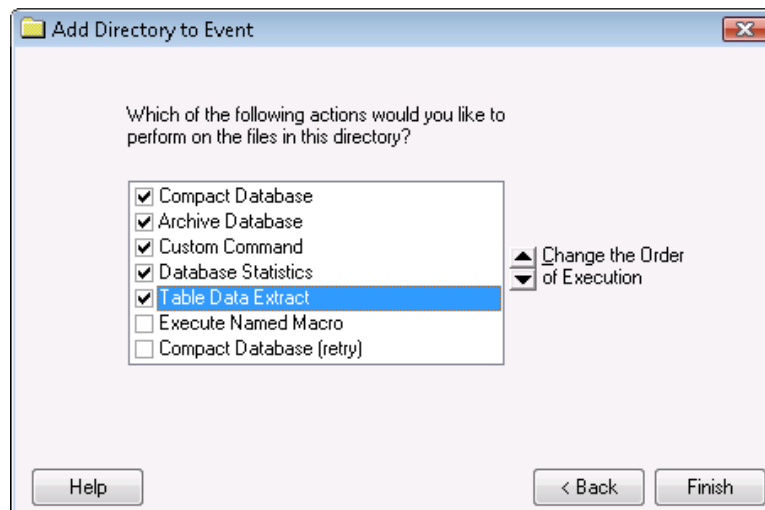 Add Directory to Event
Which of the following actions would you like to
perform on the files in this directory?
Compact Database
Archive Database
Custom Command
Database Statistics
Table Data Extract
Execute Named Macro
Compact Database (retry)
Change the Order
of Execution
Help
< Back
Finish